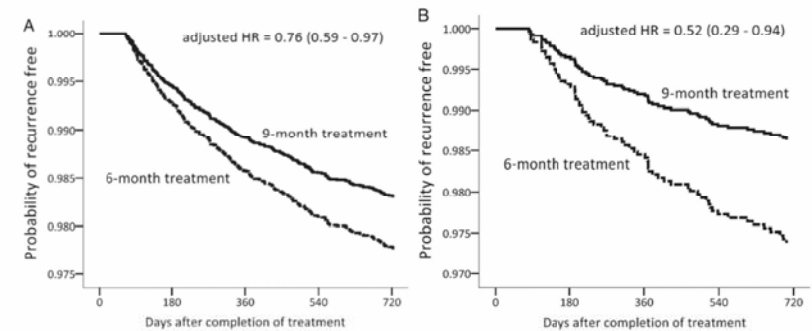 A
adjusted HR = 0.76 (0.59 - 0.97)
Probability of recurrence free
1.000
0.995
0.990
0.985
0.980
0.975
9-month treatment
6-month treatment
0
180
360
540
720
Days after completion of treatment
B
adjusted HR = 0.52 (0.29 - 0.94)
Probability of recurrence free
1.000
0.995
0.990
0.985
0.980
0.975
0.970
9-month treatment
6-month treatment
0
180
360
540
720
Days after completion of treatment